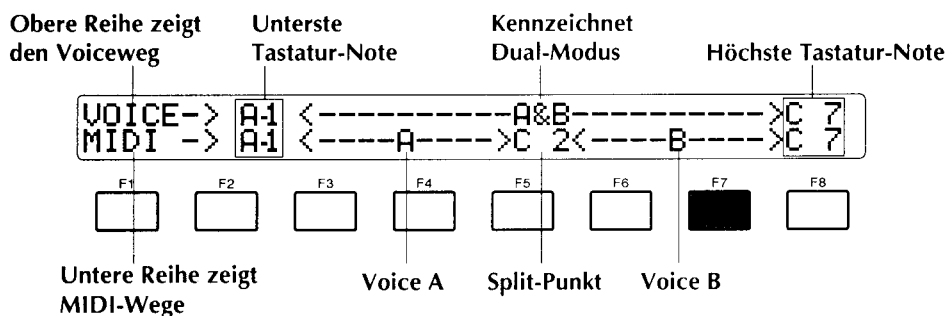 Obere Reihe zeigt
den Voiceweg
Unterste
Tastatur-Note
Kennzeichnet
Dual-Modus
Höchste Tastatur-Note
VOICE-> A-1 <----------A&B---------->C 7
MIDI -> A-1 <----A---->C 2<----B---->C 7
F1 F2 F3 F4 F5 F6 F7 F8
Untere Reihe zeigt
MIDI-Wege
Voice A
Split-Punkt
Voice B